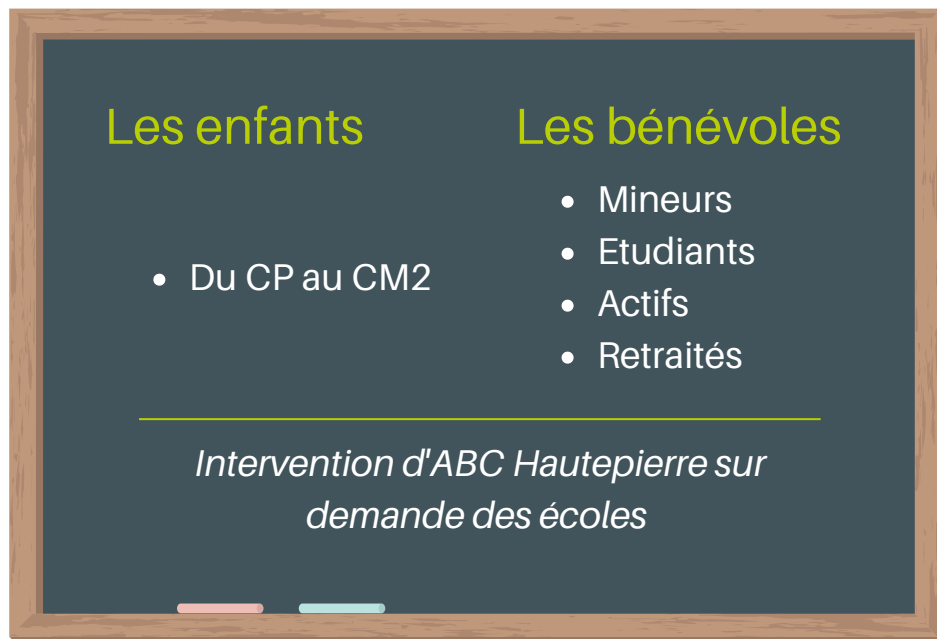 Les enfants
Du CP au CM2
Les bénévoles
Mineurs
Etudiants
Actifs
Retraités
Intervention d'ABC Hautepierre sur
demande des écoles